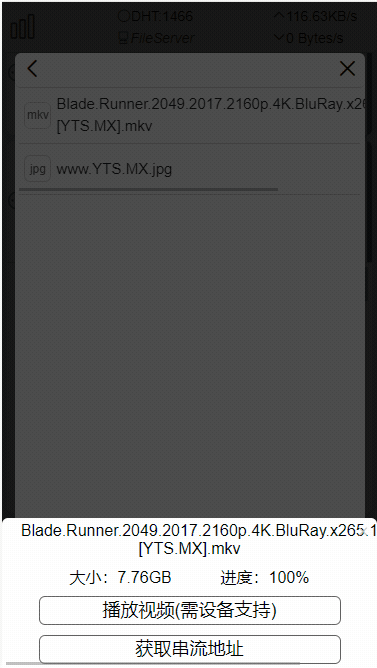 DHT:1466
116.63KB/s
FileServer
0 Bytes/s
mkv
Blade.Runner.2049.2017.2160p.4K.BluRay.x26
[YTS.MX].mkv
jpg
www.YTS.MX.jpg
Blade.Runner.2049.2017.2160p.4K.BluRay.x265.1
[YTS.MX].mkv
大小：7.76GB
进度：100%
播放视频(需设备支持)
获取串流地址